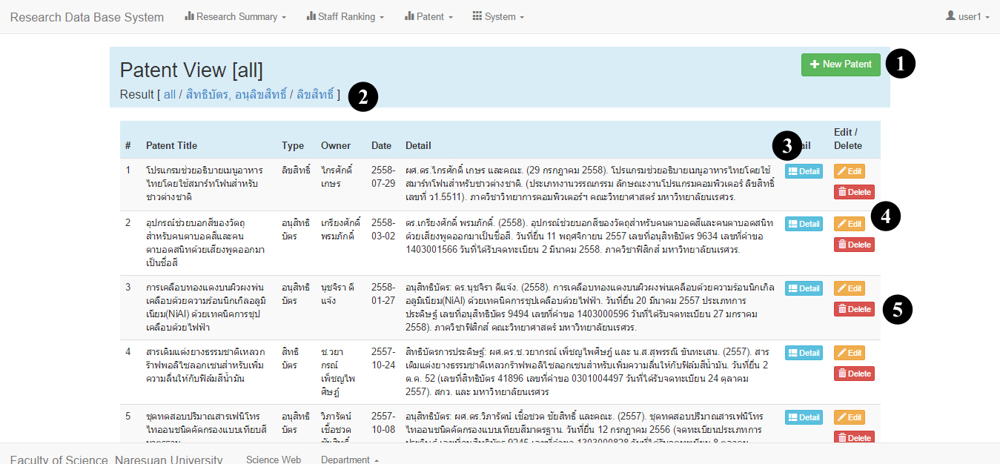 Research Data Base System Research Summary Staff Ranking Patent System user1
Patent View [all]
New Patent
1
Result [ all / สิทธิบัตร, อนุสิทธิ์ / ลิขสิทธิ์ ]
2
Edit /
# Patent Title Type Owner Date Detail 3 ail Delete
1 โปรแกรมช่วยอธิบายเมนูอาหาร ลิขสิทธิ์ ไกรศักดิ์ 2558- ผศ.ดร.ไกรศักดิ์ เกษร และคณะ. (29 กรกฎาคม 2558). โปรแกรมช่วยอธิบายเมนูอาหารไทยโดยใช้ Detail Edit
ไทยโดยใช้สมาร์ทโฟนสำหรับ เกษร 07-29 สมาร์ทโฟนสำหรับชาวต่างชาติ. (ประเภทงานวรรณกรรม ลักษณะงานโปรแกรมคอมพิวเตอร์ ลิขสิทธิ์
ชาวต่างชาติ เลขที่ ว1.5511). ภาควิชาวิทยาการคอมพิวเตอร์ฯ คณะวิทยาศาสตร์ มหาวิทยาลัยนเรศวร. Delete
2 อุปกรณ์ช่วยบอกสีของวัตถุ อนุสิทธิ เกรียงศักดิ์ 2558- ดร.เกรียงศักดิ์ พรมภักดิ์. (2558). อุปกรณ์ช่วยบอกสีของวัตถุสำหรับคนตาบอดสีและคนตาบอดสนิท Detail Edit 4
สำหรับคนตาบอดสีและคน บัตร พรมภักดิ์ 03-02 ด้วยเสียงพูดออกมาเป็นชื่อสี. วันที่ยื่น 11 พฤศจิกายน 2557 เลขที่อนุสิทธิบัตร 9634 เลขที่คำขอ
ตาบอดสนิทด้วยเสียงพูดออกมา 1403001566 วันที่ได้รับจดทะเบียน 2 มีนาคม 2558. ภาควิชาฟิสิกส์ มหาวิทยาลัยนเรศวร. Delete
เป็นชื่อสี
3 การเคลือบทองแดงบนผิวผงพ่น อนุสิทธิ นุชจิรา ดี 2558- อนุสิทธิบัตร: ดร.นุชจิรา ดีแจ้ง. (2558). การเคลือบทองแดงบนผิวผงพ่นเคลือบด้วยความร้อนนิกเกิล Detail Edit
เคลือบด้วยความร้อนนิกเกิลอลูมิ บัตร แจ้ง 01-27 อลูมิเนียม(NiAl) ด้วยเทคนิคการชุปเคลือบด้วยไฟฟ้า. วันที่ยื่น 20 มีนาคม 2557 ประเภทการ
เนียม(NiAl) ด้วยเทคนิคการชุป ประดิษฐ์ เลขที่อนุสิทธิบัตร 9494 เลขที่คำขอ 1403000596 วันที่ได้รับจดทะเบียน 27 มกราคม Delete 5
เคลือบด้วยไฟฟ้า 2558). ภาควิชาฟิสิกส์ คณะวิทยาศาสตร์ มหาวิทยาลัยนเรศวร.
4 สารเติมแต่งยางธรรมชาติเหลวก สิทธิ ช.วยา 2557- สิทธิบัตรการประดิษฐ์: ผศ.ดร.ช.วยากรณ์ เพ็ชญไพศิษฎ์ และ น.ส.สุพรรณี ขันทะเสน. (2557). สาร Detail Edit
ร๊าฟพอลิไซลอกเซนสำหรับเพิ่ม บัตร กรณ์ 10-24 เติมแต่งยางธรรมชาติเหลวกร๊าฟพอลิไซลอกเซนสำหรับเพิ่มความลื่นให้กับฟิล์มสีน้ำมัน. วันที่ยื่น 2
ความลื่นให้กับฟิล์มสีน้ำมัน เพ็ชญไพ ต.ค. 52 (เลขที่สิทธิบัตร 41896 เลขที่คำขอ 0301004497 วันที่ได้รับจดทะเบียน 24 ตุลาคม Delete
ศิษฎ์ 2557). สกว. และ มหาวิทยาลัยนเรศวร
5 ชุดทดสอบปริมาณสารเฟนิโทร อนุสิทธิ วิภารัตน์ 2557- อนุสิทธิบัตร: ผศ.ดร.วิภารัตน์ เชื้อชวด ชัยสิทธิ์ และคณะ. (2557). ชุดทดสอบปริมาณสารเฟนิโทร Detail Edit
ไทออนชนิดคัดกรองแบบเทียบสี บัตร เชื้อชวด 10-08 ไทออนชนิดคัดกรองแบบเทียบสีมาตรฐาน. วันที่ยื่น 12 กรกฎาคม 2556 (จดทะเบียนประเภทการ
มาตรฐาน ชัยสิทธิ์ ประดิษฐ์ เลขที่อนุสิทธิบัตร 9245 เลขที่คำขอ 1303000828 วันที่ได้รับจดทะเบียน 8 ตุลาคม Delete
Faculty of Science Naresuan University Science Web Department